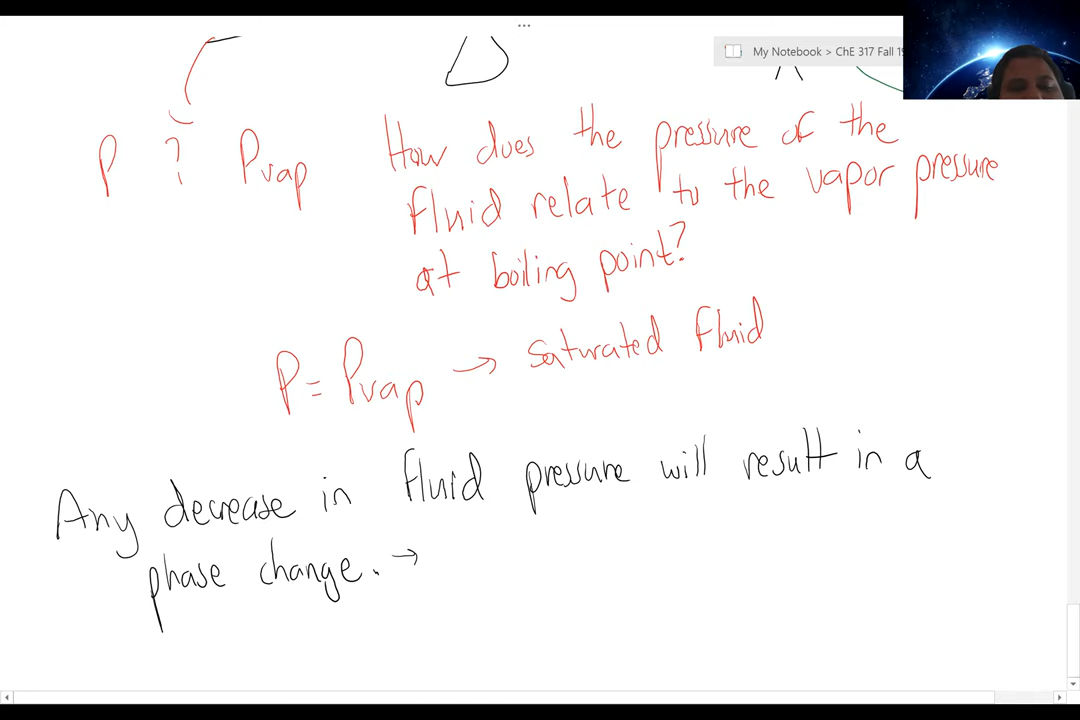 ...
My Notebook > ChE 317 Fall 19
P ? Pvap How does the pressure of the
fluid relate to the vapor pressure
at boiling point?
P = Pvap → Saturated Fluid
Any decrease in fluid pressure will result in a
phase change. →